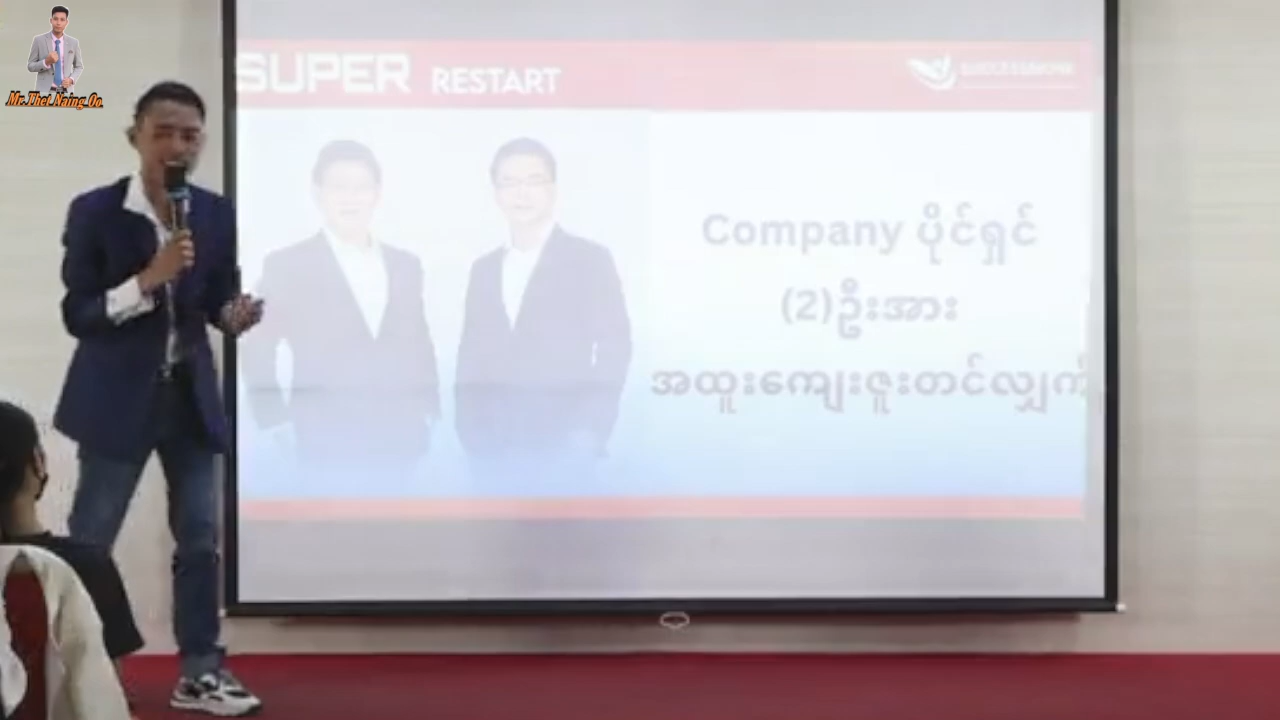 Mr.Thet Naing Oo
SUPER RESTART
Company ပိုင်ရှင်
(2)ဦးအား
အထူးကျေးဇူးတင်လျှက်